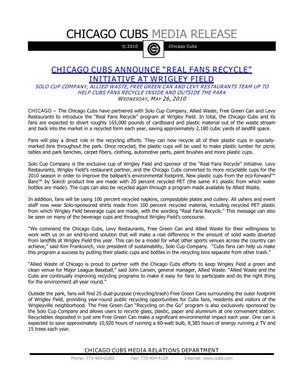 CHICAGO CUBS MEDIA RELEASE
© 2010
Chicago Cubs
CHICAGO CUBS ANNOUNCE “REAL FANS RECYCLE”
INITIATIVE AT WRIGLEY FIELD
SOLO CUP COMPANY, ALLIED WASTE, FREE GREEN CAN AND LEVY RESTAURANTS TEAM UP TO
HELP CUBS FANS RECYCLE INSIDE AND OUTSIDE THE PARK
Wednesday, May 26, 2010
CHICAGO – The Chicago Cubs have partnered with Solo Cup Company, Allied Waste, Free Green Can and Levy
Restaurants to introduce the “Real Fans Recycle” program at Wrigley Field. In total, the Chicago Cubs and its
fans are expected to divert roughly 165,000 pounds of cardboard and plastic material out of the waste stream
and back into the market in a recycled form each year, saving approximately 2,180 cubic yards of landfill space.
Fans will play a direct role in the recycling efforts. They can now recycle all of their plastic cups in specially-
marked bins throughout the park. Once recycled, the plastic cups will be used to make plastic lumber for picnic
tables and park benches, carpet fibers, clothing, automotive parts, paint brushes and more plastic cups.
Solo Cup Company is the exclusive cup of Wrigley Field and sponsor of the “Real Fans Recycle” initiative. Levy
Restaurants, Wrigley Field's restaurant partner, and the Chicago Cubs converted to more recyclable cups for the
2010 season in order to improve the ballpark's environmental footprint. New plastic cups from the eco-forward™
Bare™ by Solo® product line are made with 20 percent recycled PET (the same #1 plastic from which water
bottles are made). The cups can also be recycled again through a program made available by Allied Waste.
In addition, fans will be using 100 percent recycled napkins, compostable plates and cutlery. All ushers and event
staff now wear Solo-sponsored shirts made from 100 percent recycled material, including recycled PET plastic
from which Wrigley Field beverage cups are made, with the wording “Real Fans Recycle.” This message can also
be seen on many of the beverage cups and throughout Wrigley Field's concourse.
“We commend the Chicago Cubs, Levy Restaurants, Free Green Can and Allied Waste for their willingness to
work with us on an end-to-end solution that will make a real difference in the amount of solid waste diverted
from landfills at Wrigley Field this year. This can be a model for what other sports venues across the country can
achieve,” said Kim Frankovich, vice president of sustainability, Solo Cup Company. “Cubs fans can help us make
this program a success by putting their plastic cups and bottles in the recycling bins separate from other trash.”
“Allied Waste of Chicago is proud to partner with the Chicago Cubs efforts to keep Wrigley Field a green and
clean venue for Major League Baseball,” said John Larsen, general manager, Allied Waste. “Allied Waste and the
Cubs are continually improving recycling programs to make it easy for fans to participate and do the right thing
for the environment all year round.”
Outside the park, fans will find 25 dual-purpose (recycling/trash) Free Green Cans surrounding the outer footprint
of Wrigley Field, providing year-round public recycling opportunities for Cubs fans, residents and visitors of the
Wrigleyville neighborhood. The Free Green Can “Recycling on the Go” program is also exclusively sponsored by
the Solo Cup Company and allows users to recycle glass, plastic, paper and aluminum at one convenient station.
Recyclables deposited in just one Free Green Can make a significant environmental impact each year. One can is
expected to save approximately 10,920 hours of running a 60-watt bulb, 8,385 hours of energy running a TV and
15 trees each year.
CHICAGO CUBS MEDIA RELATIONS DEPARTMENT
Phone: 773-404-CUBS Fax: 773-404-4129 Internet: www.cubs.com